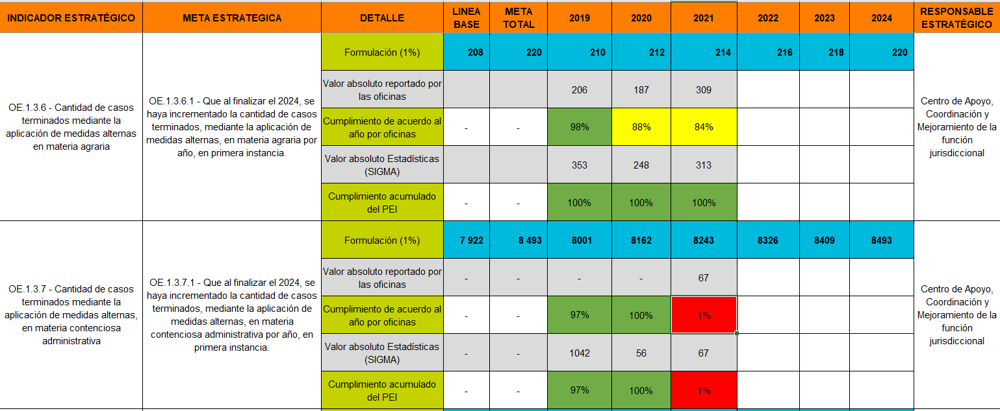 INDICADOR ESTRATÉGICO META ESTRATEGICA DETALLE LINEA BASE META TOTAL 2019 2020 2021 2022 2023 2024 RESPONSABLE ESTRATÉGICO
OE.1.3.6 - Cantidad de casos
terminados mediante la
aplicación de medidas alternas
en materia agraria
OE.1.3.6.1 - Que al finalizar el 2024, se
haya incrementado la cantidad de casos
terminados, mediante la aplicación de
medidas alternas, en materia agraria por
año, en primera instancia.
Formulación (1%) 208 220 210 212 214 216 218 220
Valor absoluto reportado por
las oficinas
206 187 309
Cumplimiento de acuerdo al
año por oficinas
- - 98% 88% 84%
Valor absoluto Estadísticas
(SIGMA)
353 248 313
Cumplimiento acumulado
del PEI
- - 100% 100% 100%
Centro de Apoyo,
Coordinación y
Mejoramiento de la
función
jurisdiccional
OE.1.3.7 - Cantidad de casos
terminados mediante la
aplicación de medidas alternas,
en materia contenciosa
administrativa
OE.1.3.7.1 - Que al finalizar el 2024, se
haya incrementado la cantidad de casos
terminados, mediante la aplicación de
medidas alternas, en materia
contenciosa administrativa por año, en
primera instancia.
Formulación (1%) 7 922 8 493 8001 8162 8243 8326 8409 8493
Valor absoluto reportado por
las oficinas
- - - - 67
Cumplimiento de acuerdo al
año por oficinas
- - 97% 100% 1%
Valor absoluto Estadísticas
(SIGMA)
- - 1042 56 67
Cumplimiento acumulado
del PEI
- - 97% 100% 1%
Centro de Apoyo,
Coordinación y
Mejoramiento de la
función
jurisdiccional